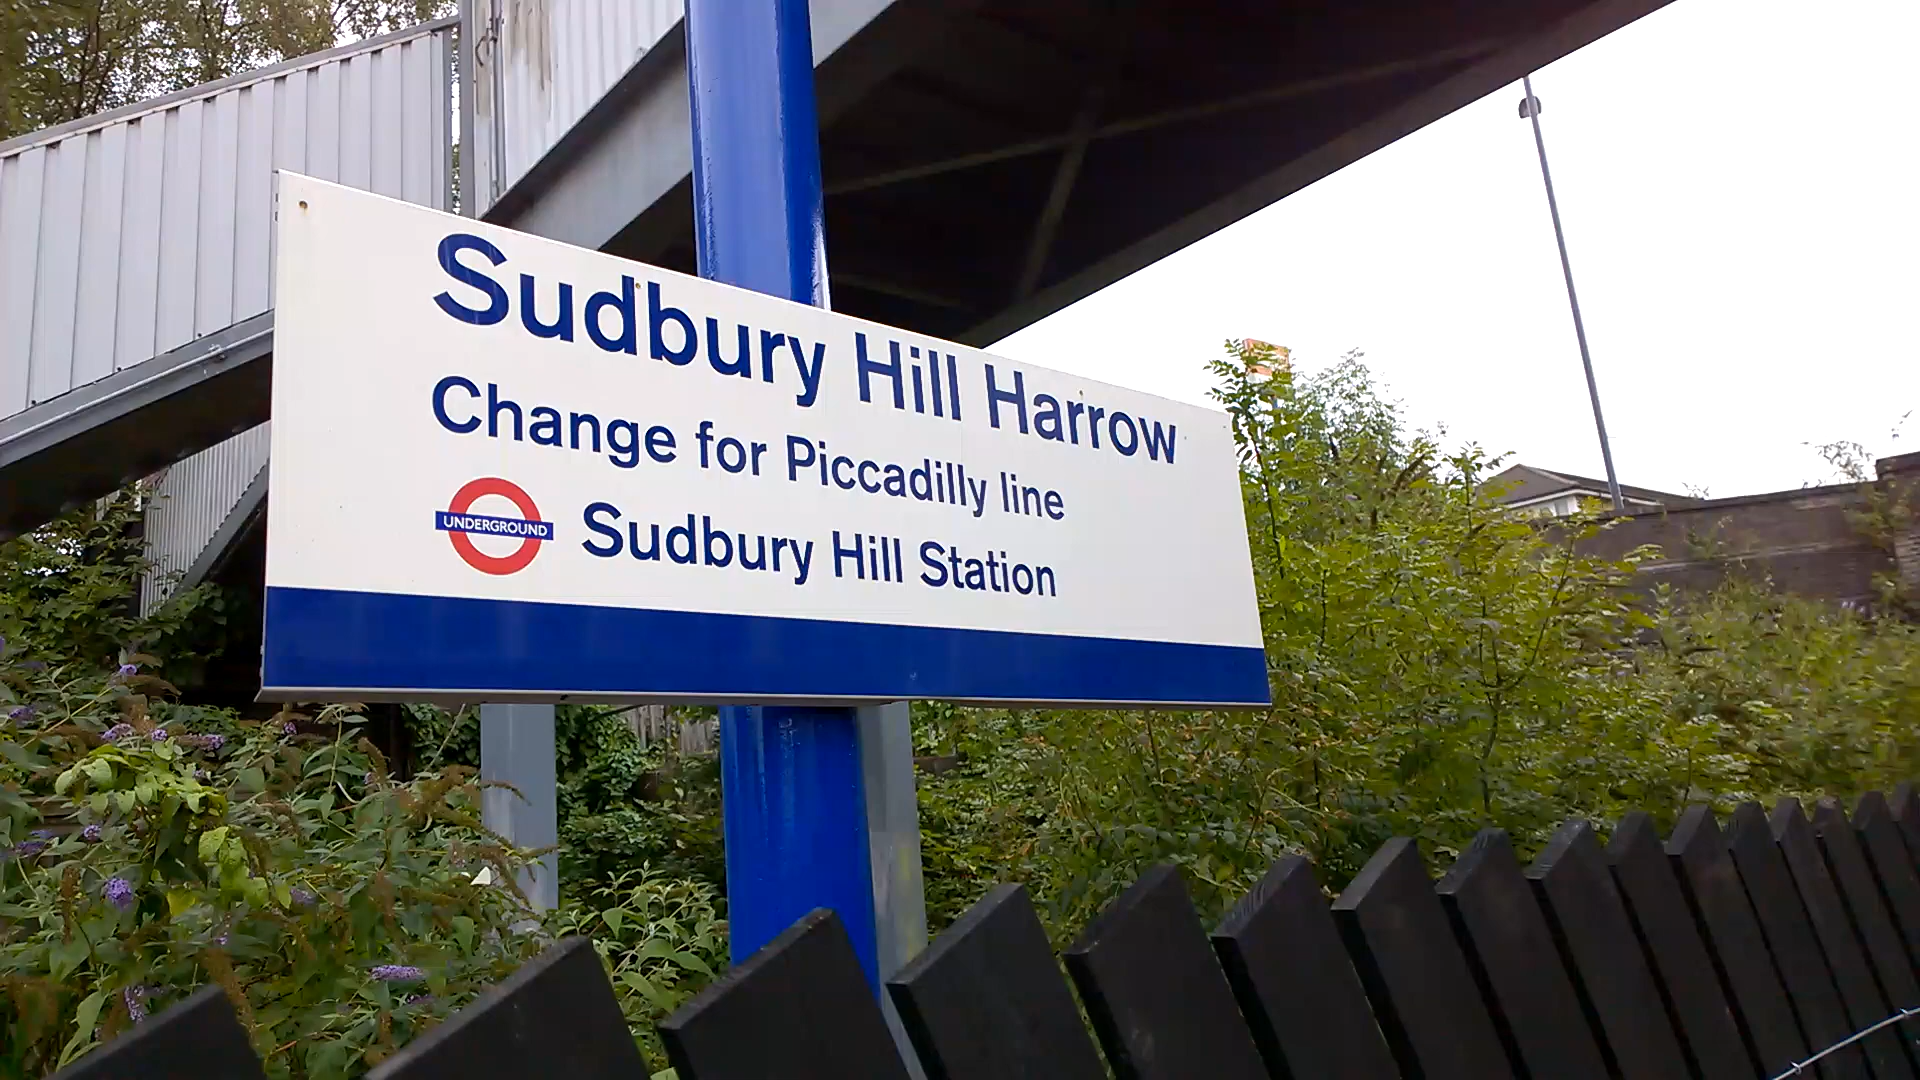 Sudbury Hill Harrow
Change for Piccadilly line
UNDERGROUND Sudbury Hill Station